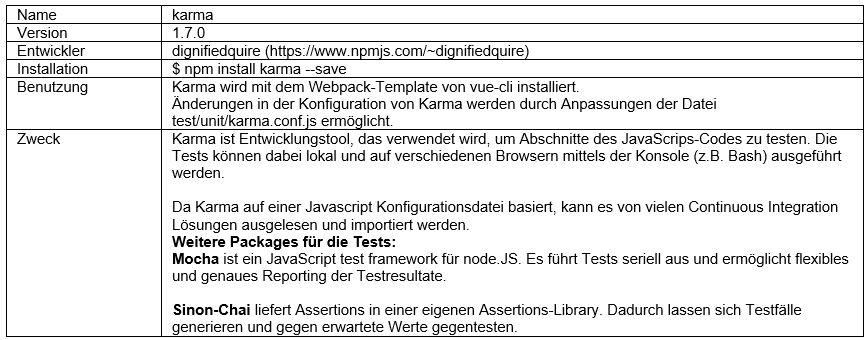 Name karma
Version 1.7.0
Entwickler dignifiedquire (https://www.npmjs.com/~dignifiedquire)
Installation $ npm install karma --save
Benutzung Karma wird mit dem Webpack-Template von vue-cli installiert.
Änderungen in der Konfiguration von Karma werden durch Anpassungen der Datei
test/unit/karma.conf.js ermöglicht.
Zweck Karma ist Entwicklungstool, das verwendet wird, um Abschnitte des JavaScrips-Codes zu testen. Die
Tests können dabei lokal und auf verschiedenen Browsern mittels der Konsole (z.B. Bash) ausgeführt
werden.
Da Karma auf einer Javascript Konfigurationsdatei basiert, kann es von vielen Continuous Integration
Lösungen ausgelesen und importiert werden.
Weitere Packages für die Tests:
Mocha ist ein JavaScript test framework für node.JS. Es führt Tests seriell aus und ermöglicht flexibles
und genaues Reporting der Testresultate.
Sinon-Chai liefert Assertions in einer eigenen Assertions-Library. Dadurch lassen sich Testfälle
generieren und gegen erwartete Werte gegentesten.